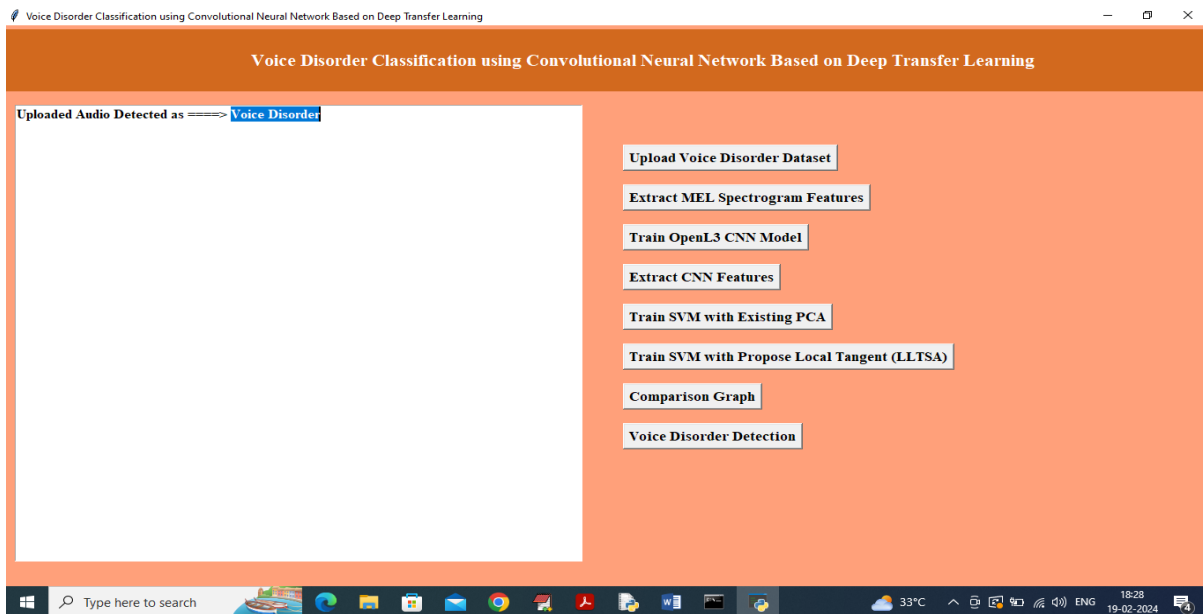 Voice Disorder Classification using Convolutional Neural Network Based on Deep Transfer Learning
Voice Disorder Classification using Convolutional Neural Network Based on Deep Transfer Learning
Uploaded Audio Detected as ====> Voice Disorder
Upload Voice Disorder Dataset
Extract MEL Spectrogram Features
Train OpenL3 CNN Model
Extract CNN Features
Train SVM with Existing PCA
Train SVM with Propose Local Tangent (LLTSA)
Comparison Graph
Voice Disorder Detection
Type here to search
33°C
ENG
18:28
19-02-2024
4